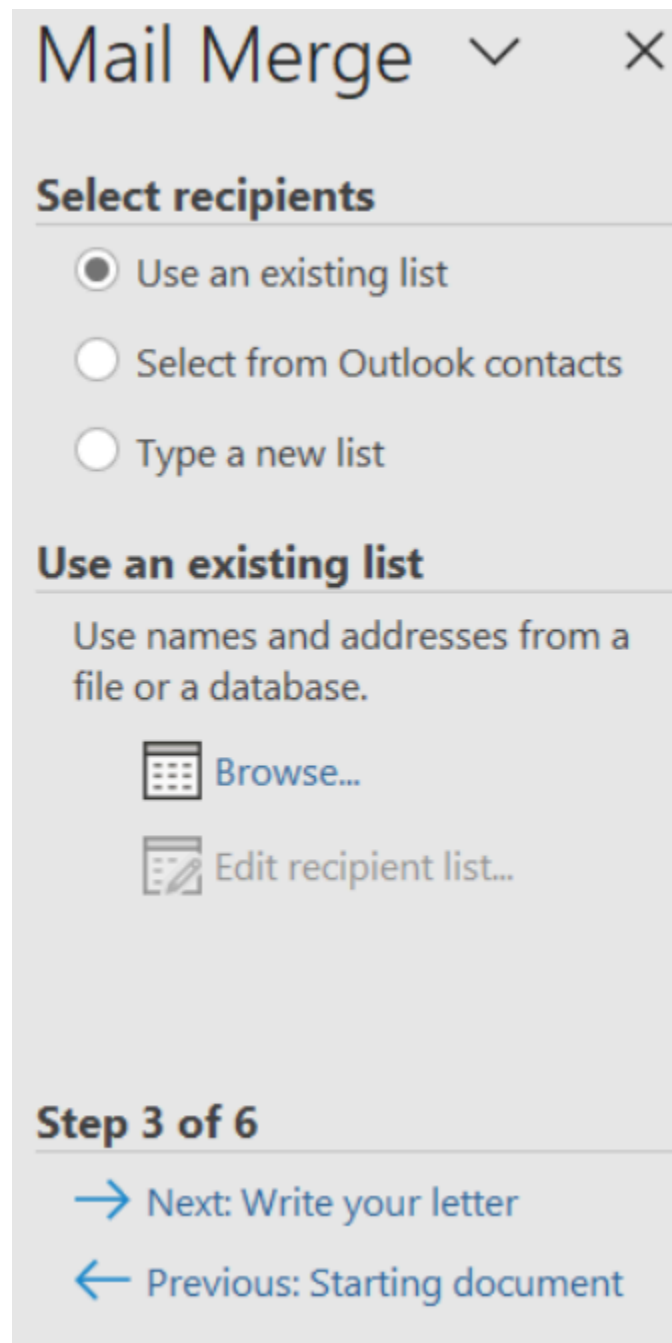 Mail Merge
Select recipients
Use an existing list
Select from Outlook contacts
Type a new list
Use an existing list
Use names and addresses from a
file or a database.
Browse...
Edit recipient list...
Step 3 of 6
Next: Write your letter
Previous: Starting document